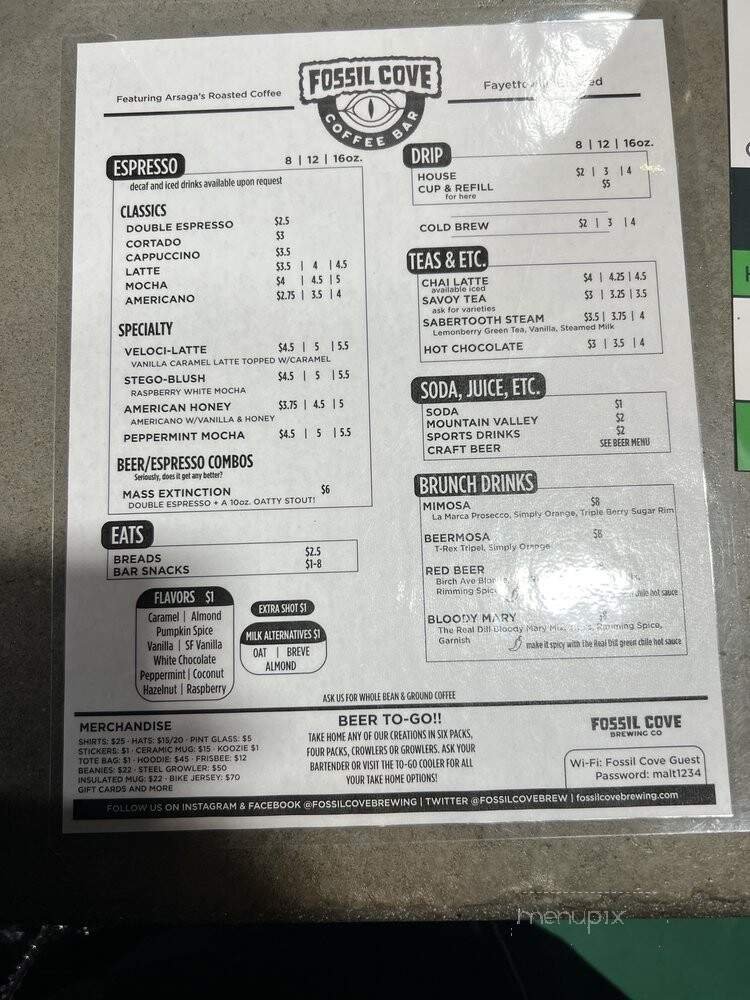 Featuring Arsaga's Roasted Coffee
FOSSIL COVE
COFFEE BAR
ESPRESSO
8 | 12 | 16oz.
decaf and iced drinks available upon request
CLASSICS
DOUBLE ESPRESSO $2.5
CORTADO $3
CAPPUCCINO $3.5
LATTE $3.5 | 4 | 4.5
MOCHA $4 | 4.5 | 5
AMERICANO $2.75 | 3.5 | 4
SPECIALTY
VELOCI-LATTE $4.5 | 5 | 5.5
VANILLA CARAMEL LATTE TOPPED W/CARAMEL
STEGO-BLUSH $4.5 | 5 | 5.5
RASPBERRY WHITE MOCHA
AMERICAN HONEY $3.75 | 4.5 | 5
AMERICANO W/VANILLA & HONEY
PEPPERMINT MOCHA $4.5 | 5 | 5.5
BEER/ESPRESSO COMBOS
Seriously, does it get any better?
MASS EXTINCTION $6
DOUBLE ESPRESSO + A 10oz. OATTY STOUT!
EATS
BREADS $2.5
BAR SNACKS $1-8
FLAVORS $1
Caramel | Almond
Pumpkin Spice
Vanilla | SF Vanilla
White Chocolate
Peppermint | Coconut
Hazelnut | Raspberry
EXTRA SHOT $1
MILK ALTERNATIVES $1
OAT | BREVE
ALMOND
DRIP
8 | 12 | 16oz.
HOUSE $2 | 3 | 4
CUP & REFILL $5
for here
COLD BREW $2 | 3 | 4
TEAS & ETC.
CHAI LATTE $4 | 4.25 | 4.5
available iced
SAVOY TEA $3 | 3.25 | 3.5
ask for varieties
SABERTOOTH STEAM $3.5 | 3.75 | 4
Lemonberry Green Tea, Vanilla, Steamed Milk
HOT CHOCOLATE $3 | 3.5 | 4
SODA, JUICE, ETC.
SODA $1
MOUNTAIN VALLEY $2
SPORTS DRINKS $2
CRAFT BEER SEE BEER MENU
BRUNCH DRINKS
MIMOSA $8
La Marca Prosecco, Simply Orange, Triple Berry Sugar Rim
BEERMOSA $8
T-Rex Tripel, Simply Orange
RED BEER
Birch Ave Blonde,
Rimming chile hot sauce
BLOODY MARY
The Real Dill Bloody Mary Mix, Rimming Spice,
Garnish make it spicy with The Real Dill green chile hot sauce
ASK US FOR WHOLE BEAN & GROUND COFFEE
MERCHANDISE
SHIRTS: $25 · HATS: $15/20 · PINT GLASS: $5
STICKERS: $1 · CERAMIC MUG: $15 · KOOZIE $1
TOTE BAG: $1 · HOODIE: $45 · FRISBEE: $12
BEANIES: $22 · STEEL GROWLER: $50
INSULATED MUG: $22 · BIKE JERSEY: $70
GIFT CARDS AND MORE
BEER TO-GO!!
TAKE HOME ANY OF OUR CREATIONS IN SIX PACKS,
FOUR PACKS, CROWLERS OR GROWLERS. ASK YOUR
BARTENDER OR VISIT THE TO-GO COOLER FOR ALL
YOUR TAKE HOME OPTIONS!
FOSSIL COVE
BREWING CO
Wi-Fi: Fossil Cove Guest
Password: malt1234
FOLLOW US ON INSTAGRAM & FACEBOOK @FOSSILCOVEBREWING | TWITTER @FOSSILCOVEBREW | fossilcovebrewing.com
menupix